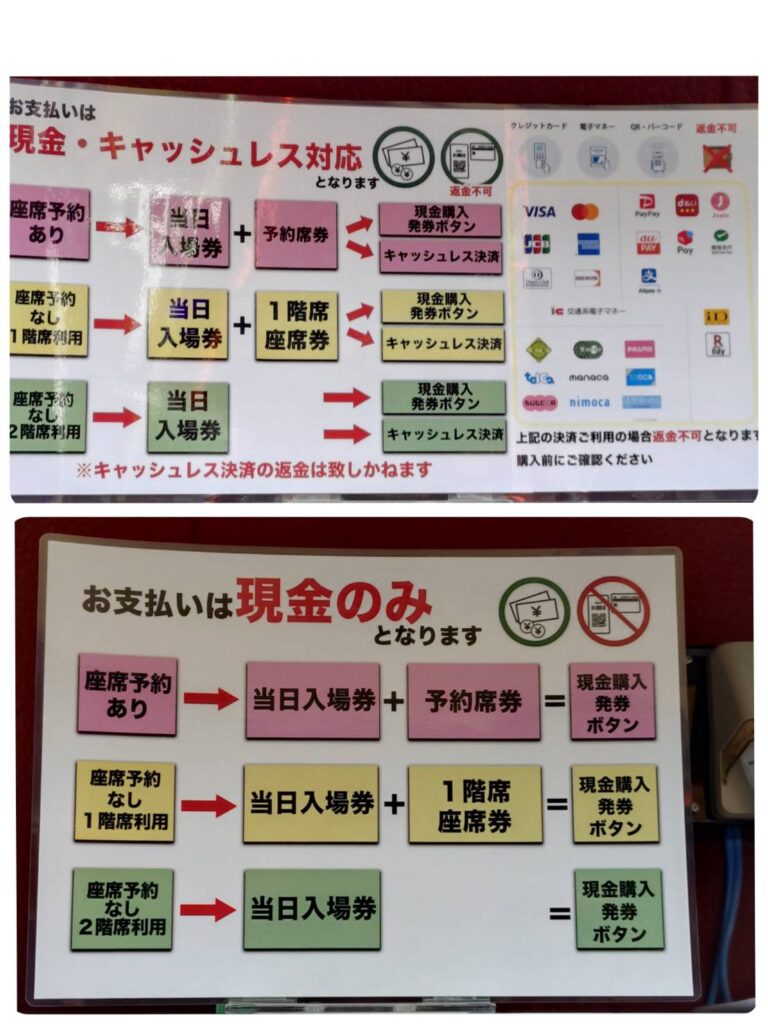 お支払いは
現金・キャッシュレス対応
となります
返金不可
座席予約
あり
当日
入場券
+
予約席券
現金購入
発券ボタン
キャッシュレス決済
座席予約
なし
1階席利用
当日
入場券
+
1階席
座席券
現金購入
発券ボタン
キャッシュレス決済
座席予約
なし
2階席利用
当日
入場券
現金購入
発券ボタン
キャッシュレス決済
※キャッシュレス決済の返金は致しかねます
クレジットカード 電子マネー QR・バーコード 返金不可
VISA
JCB
DISCOVER
PayPay
d払い
au PAY
Pay
Alipay+
交通系電子マネー
PASMO
TOICA manaca
SUGOCA nimoca
iD
Edy
上記の決済ご利用の場合返金不可となります
購入前にご確認ください
お支払いは現金のみ
となります
座席予約
あり
当日入場券
+
予約席券
=
現金購入
発券
ボタン
座席予約
なし
1階席利用
当日入場券
+
1階席
座席券
=
現金購入
発券
ボタン
座席予約
なし
2階席利用
当日入場券
=
現金購入
発券
ボタン